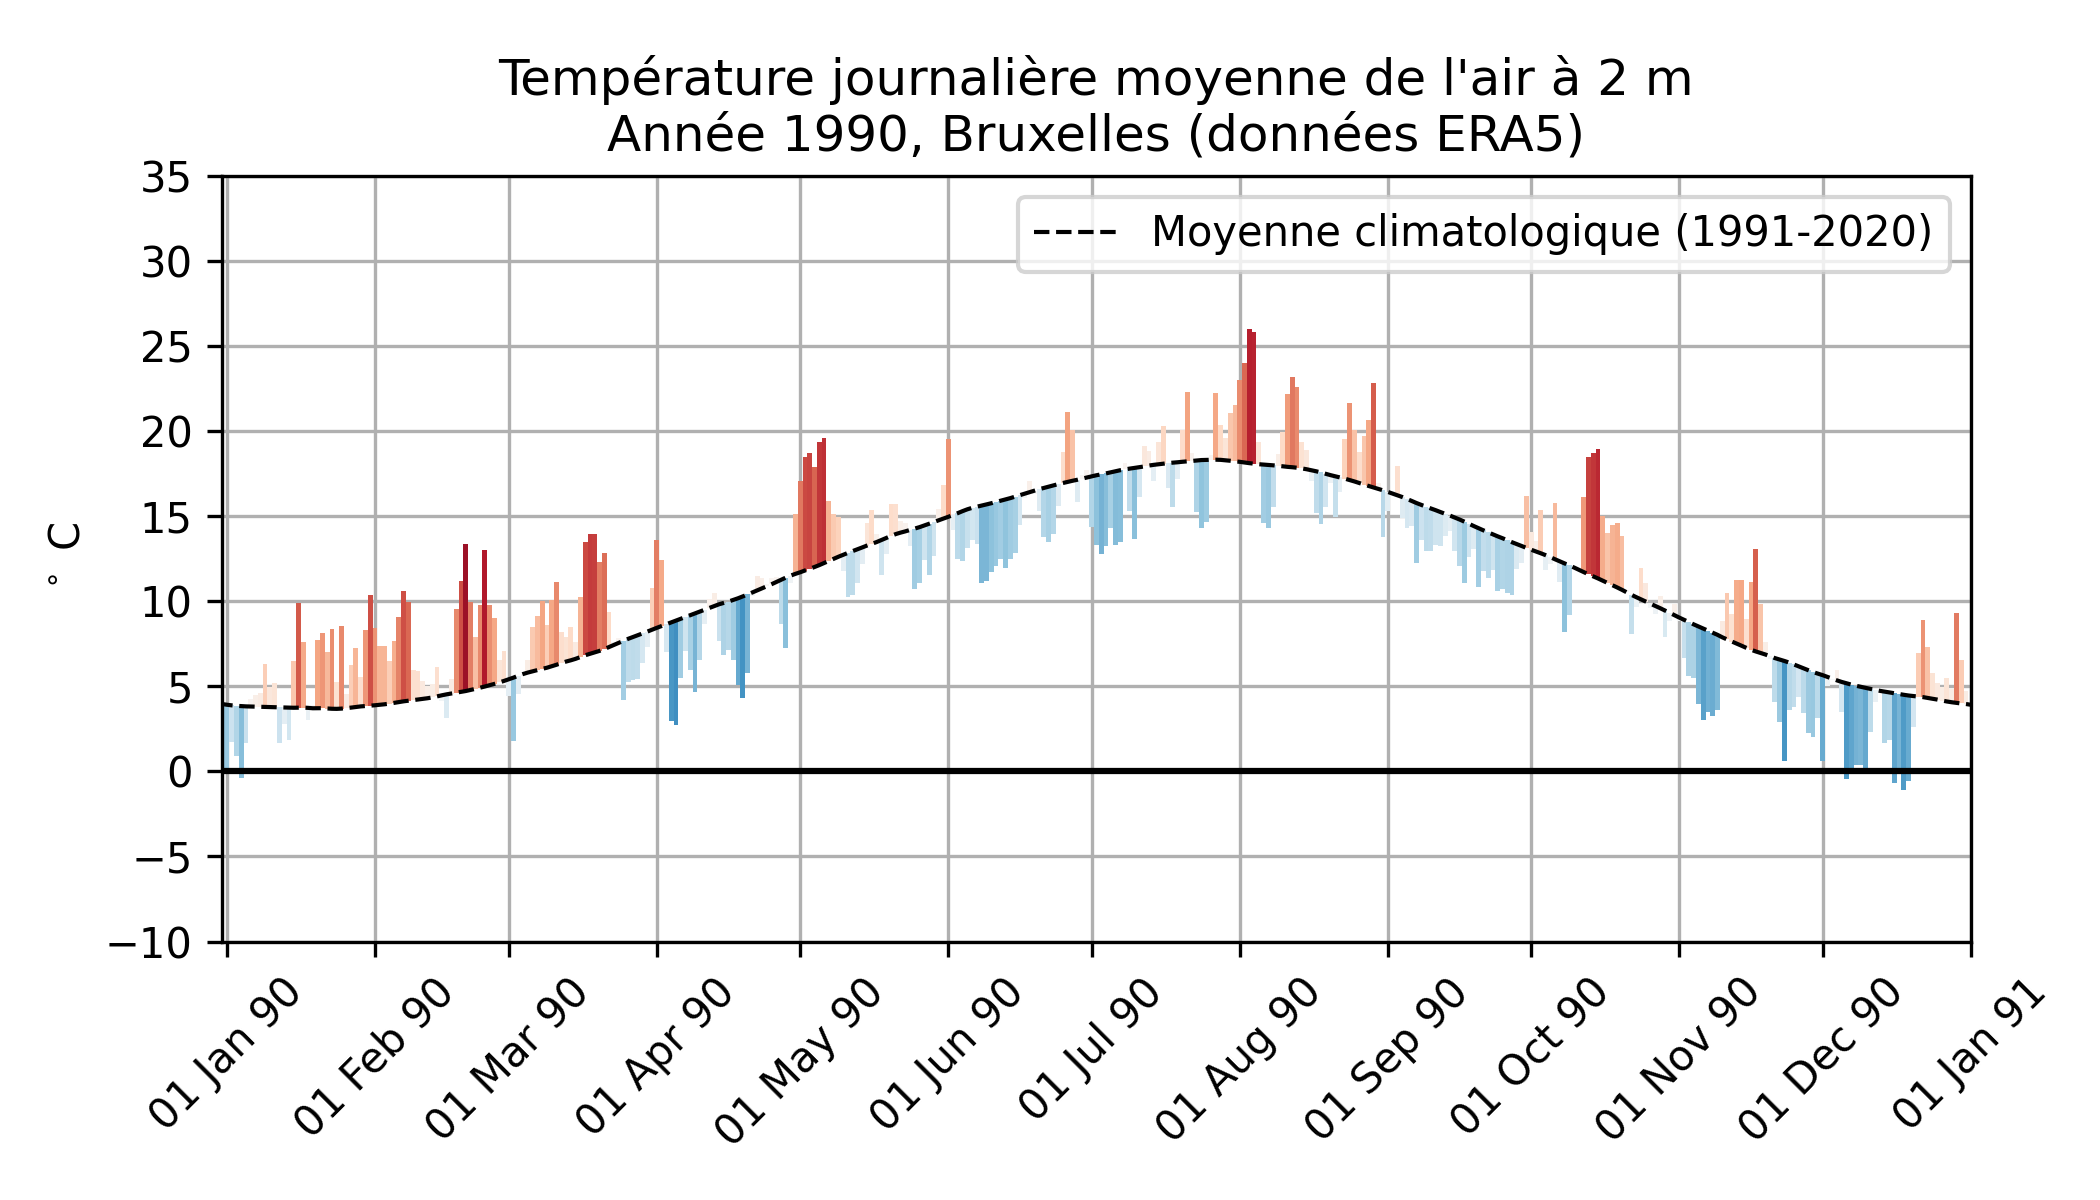 Température journalière moyenne de l'air à 2 m
Année 1990, Bruxelles (données ERA5)
35
30
25
20
15
10
5
0
−5
−10
° C
Moyenne climatologique (1991-2020)
01 Jan 90
01 Feb 90
01 Mar 90
01 Apr 90
01 May 90
01 Jun 90
01 Jul 90
01 Aug 90
01 Sep 90
01 Oct 90
01 Nov 90
01 Dec 90
01 Jan 91